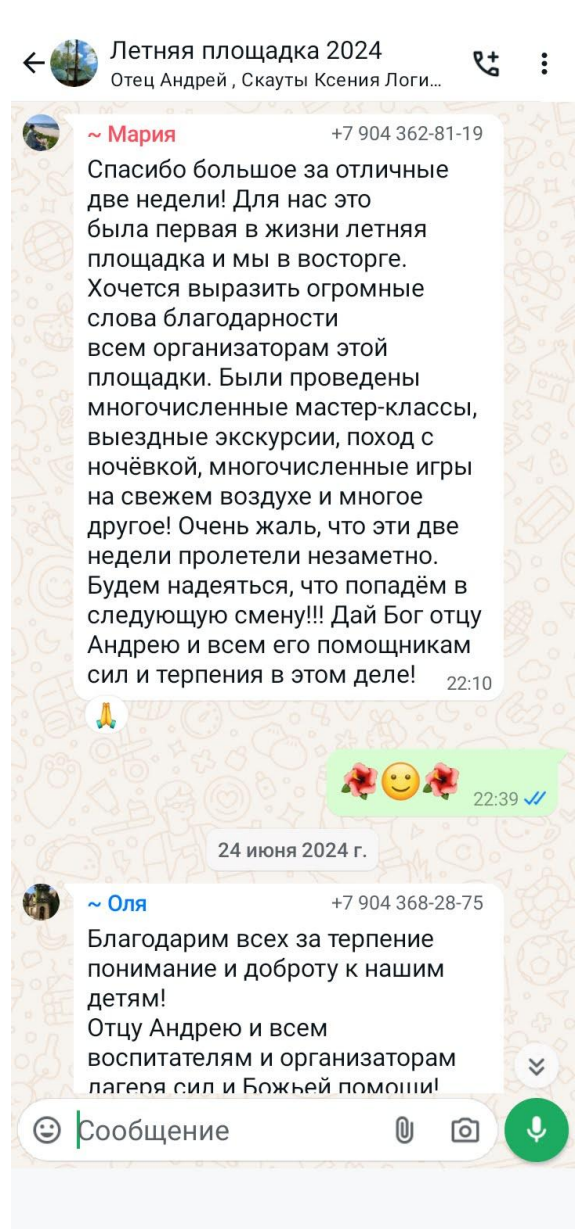 Летняя площадка 2024
Отец Андрей , Скауты Ксения Логи...
~ Мария +7 904 362-81-19
Спасибо большое за отличные
две недели! Для нас это
была первая в жизни летняя
площадка и мы в восторге.
Хочется выразить огромные
слова благодарности
всем организаторам этой
площадки. Были проведены
многочисленные мастер-классы,
выездные экскурсии, поход с
ночёвкой, многочисленные игры
на свежем воздухе и многое
другое! Очень жаль, что эти две
недели пролетели незаметно.
Будем надеяться, что попадём в
следующую смену!!! Дай Бог отцу
Андрею и всем его помощникам
сил и терпения в этом деле! 22:10
🙏
🌺🙂🌺 22:39
24 июня 2024 г.
~ Оля +7 904 368-28-75
Благодарим всех за терпение
понимание и доброту к нашим
детям!
Отцу Андрею и всем
воспитателям и организаторам
лагеря сил и Божьей помощи!
Сообщение